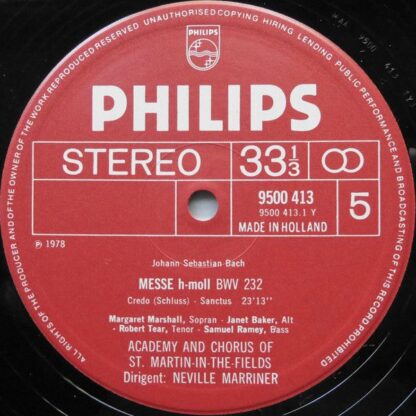 ALL RIGHTS OF THE MANUFACTURER AND OF THE OWNER OF THE WORK REPRODUCED RESERVED UNAUTHORISED COPYING HIRING, LENDING, PUBLIC PERFORMANCE AND BROADCASTING OF THIS RECORD PROHIBITED
PHILIPS
PHILIPS
STEREO
33 1/3
9500 413
9500 413.1 Y
MADE IN HOLLAND
5
℗ 1978
Johann Sebastian Bach
MESSE h-moll BWV 232
Credo (Schluss) - Sanctus 23'13''
Margaret Marshall, Sopran - Janet Baker, Alt
- Robert Tear, Tenor - Samuel Ramey, Bass
ACADEMY AND CHORUS OF
ST. MARTIN-IN-THE-FIELDS
Dirigent: NEVILLE MARRINER